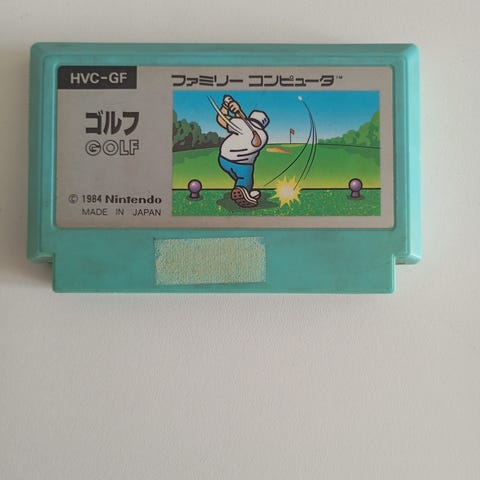 HVC-GF
ファミリー コンピュータ™
ゴルフ
GOLF
© 1984 Nintendo
MADE IN JAPAN